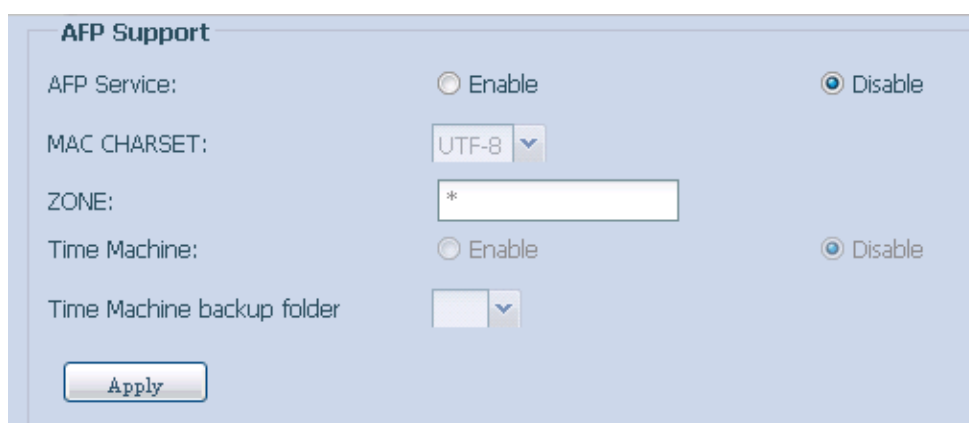 AFP Support
AFP Service: Enable Disable
MAC CHARSET: UTF-8
ZONE: *
Time Machine: Enable Disable
Time Machine backup folder
Apply